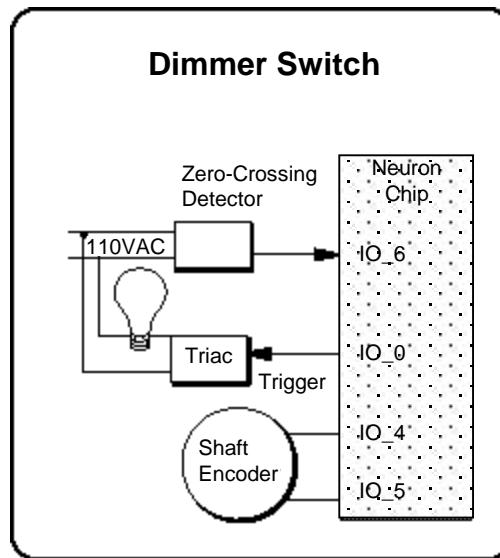 Dimmer Switch
Zero-Crossing
Detector
Neuron
Chip
110VAC
IO_6
Triac
Trigger
IO_0
Shaft
Encoder
IO_4
IO_5